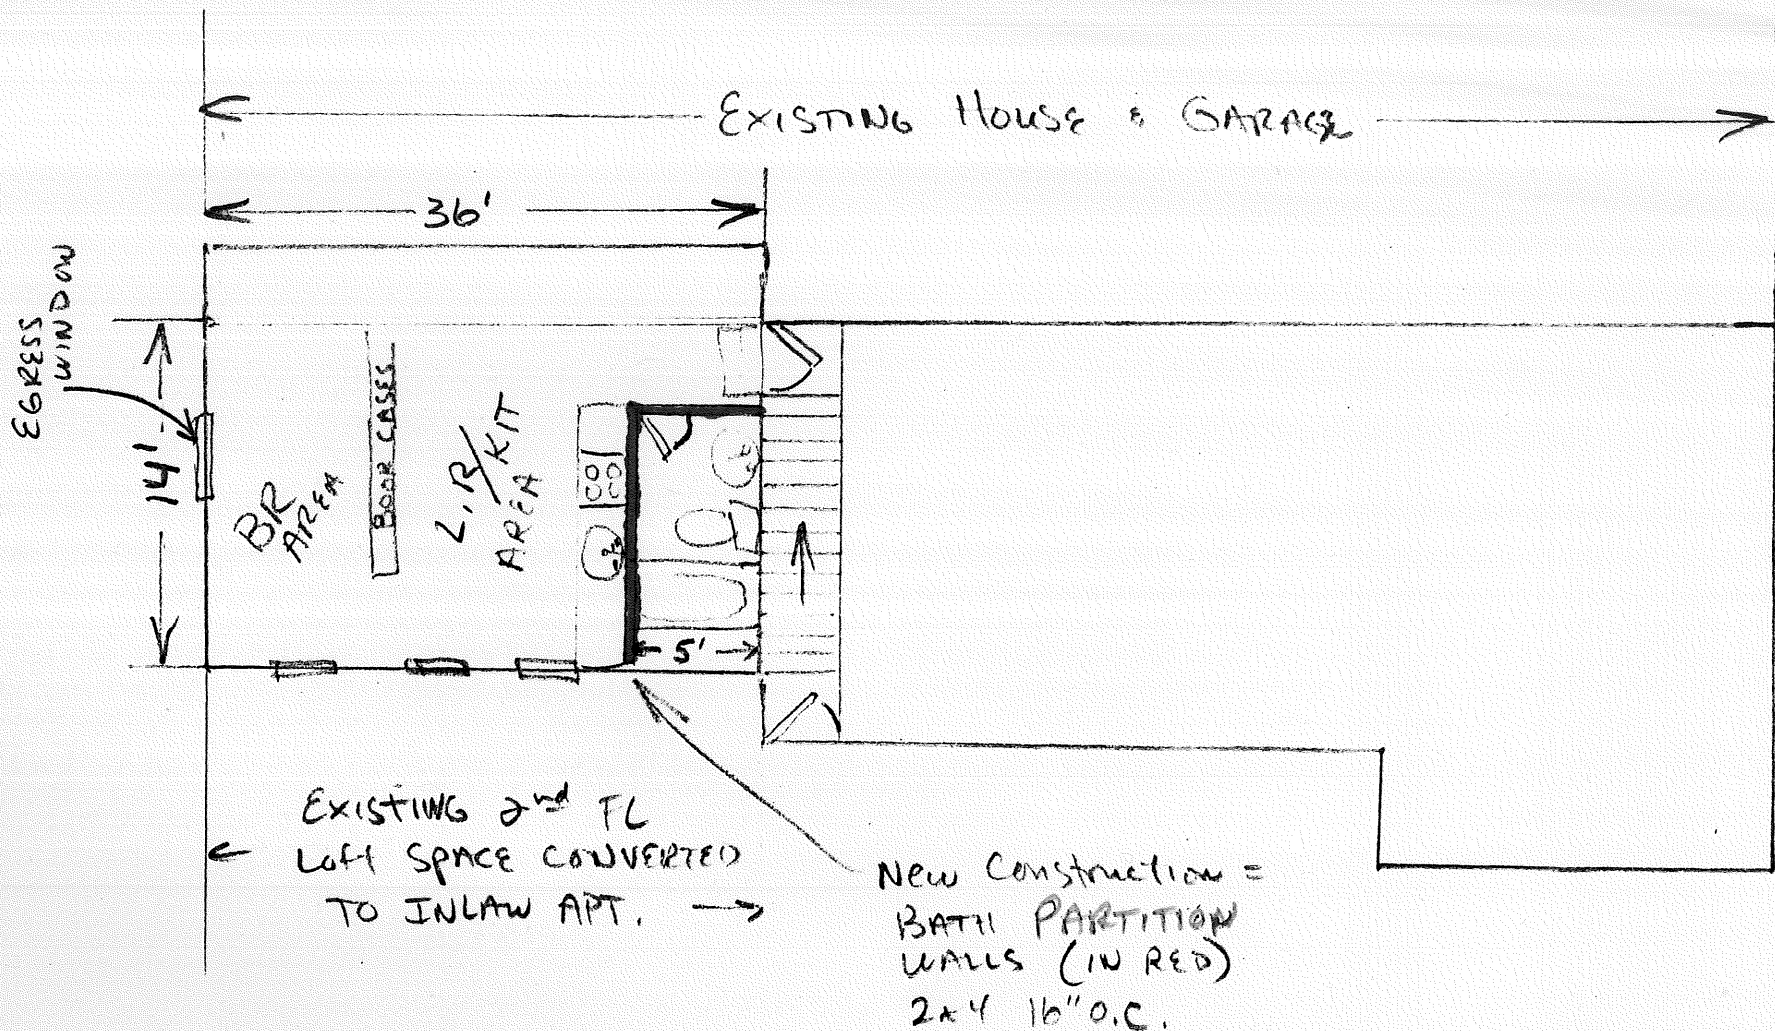 EXISTING HOUSE & GARAGE
36'
EGRESS
WINDOW
14'
BR
AREA
BOOK CASES
L.R/KIT
AREA
5'
EXISTING 2nd FL
LOFT SPACE CONVERTED
TO INLAW APT.
New Construction =
BATH PARTITION
WALLS (IN RED)
2x4 16" O.C.